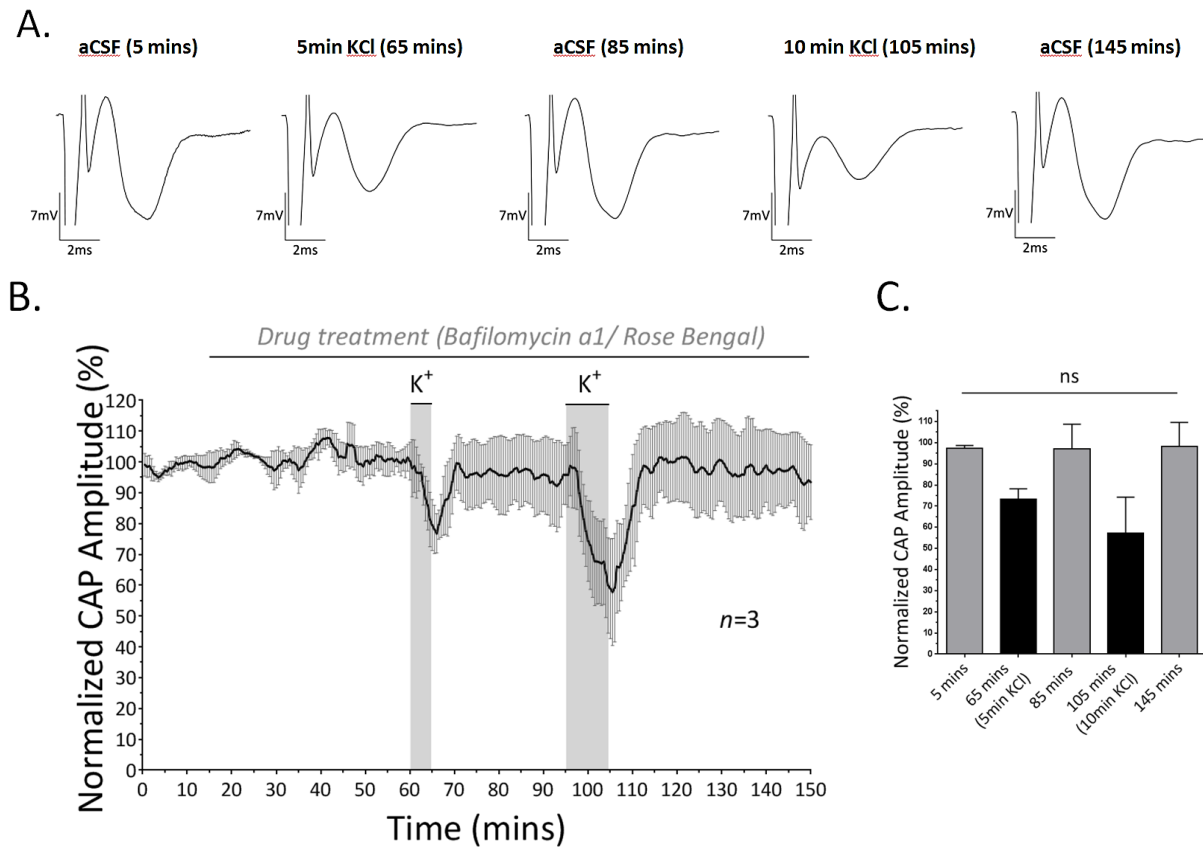 A.
aCSF (5 mins)
5min KCl (65 mins)
aCSF (85 mins)
10 min KCl (105 mins)
aCSF (145 mins)
7mV
2ms
7mV
2ms
7mV
2ms
7mV
2ms
7mV
2ms
B.
Drug treatment (Bafilomycin a1/ Rose Bengal)
K+
K+
Normalized CAP Amplitude (%)
120
110
100
90
80
70
60
50
40
30
20
10
0
n=3
0 10 20 30 40 50 60 70 80 90 100 110 120 130 140 150
Time (mins)
C.
ns
Normalized CAP Amplitude (%)
110
100
90
80
70
60
50
40
30
20
10
0
5 mins
65 mins
(5min KCl)
85 mins
105 mins
(10min KCl)
145 mins